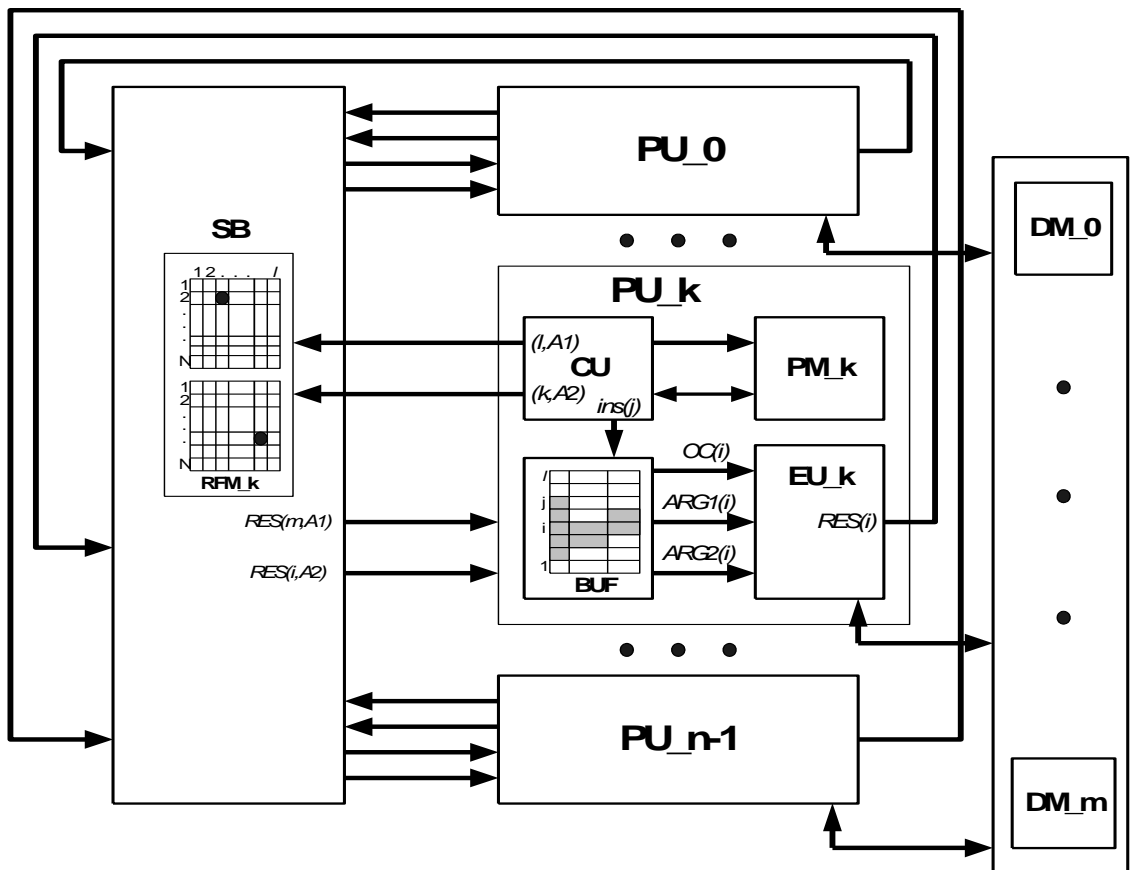 PU_0
DM_0
SB
1 2 . . . l
1
2
.
.
.
N
1
2
.
.
.
N
RFM_k
PU_k
(l,A1)
CU
(k,A2)
ins(j)
PM_k
l
j
i
1
BUF
OC(i)
ARG1(i)
ARG2(i)
EU_k
RES(i)
RES(m,A1)
RES(i,A2)
PU_n-1
DM_m